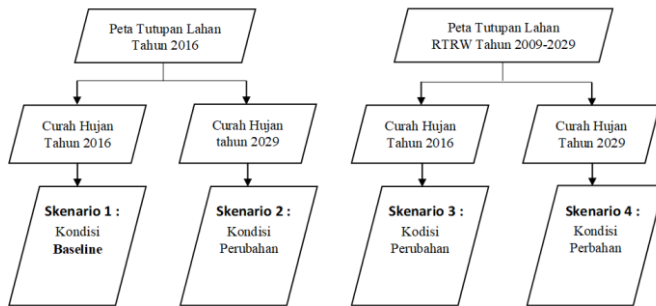 Peta Tutupan Lahan
Tahun 2016
Peta Tutupan Lahan
RTRW Tahun 2009-2029
Curah Hujan
Tahun 2016
Curah Hujan
tahun 2029
Curah Hujan
Tahun 2016
Curah Hujan
Tahun 2029
Skenario 1 :
Kondisi
Baseline
Skenario 2 :
Kondisi
Perubahan
Skenario 3 :
Kodisi
Perubahan
Skenario 4 :
Kondisi
Perbahan